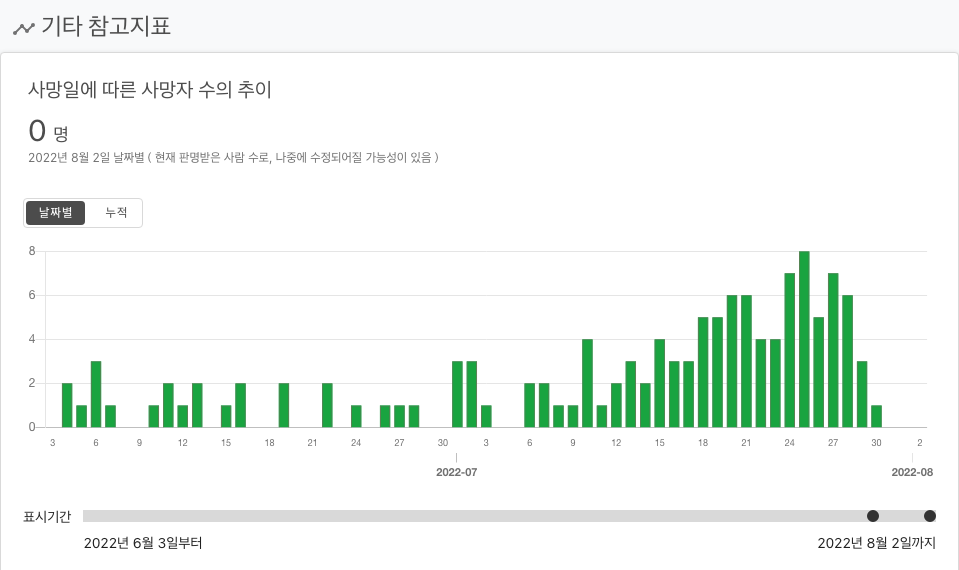 기타 참고지표
사망일에 따른 사망자 수의 추이
0 명
2022년 8월 2일 날짜별 ( 현재 판명받은 사람 수로, 나중에 수정되어질 가능성이 있음 )
날짜별 누적
8
6
4
2
0
3 6 9 12 15 18 21 24 27 30 3 6 9 12 15 18 21 24 27 30 2
2022-07 2022-08
표시기간
2022년 6월 3일부터 2022년 8월 2일까지